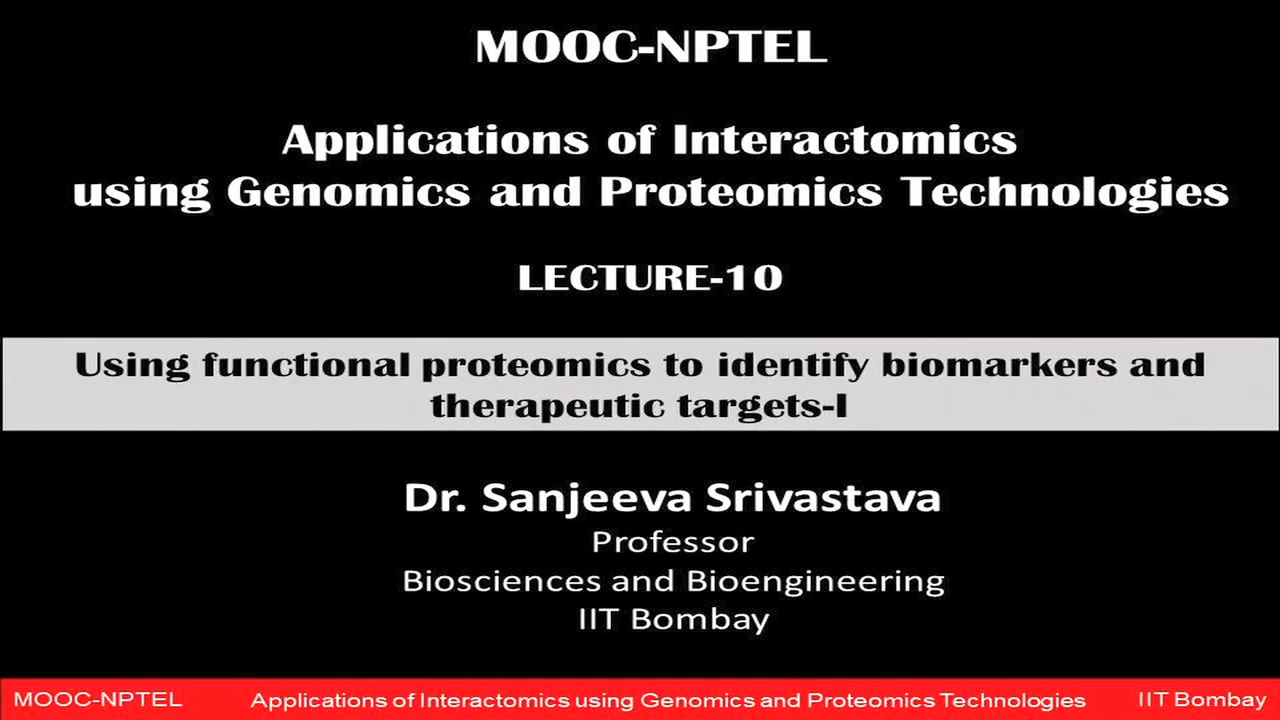 MOOC-NPTEL
Applications of Interactomics
using Genomics and Proteomics Technologies
LECTURE-10
Using functional proteomics to identify biomarkers and
therapeutic targets-I
Dr. Sanjeeva Srivastava
Professor
Biosciences and Bioengineering
IIT Bombay
MOOC-NPTEL Applications of Interactomics using Genomics and Proteomics Technologies IIT Bombay